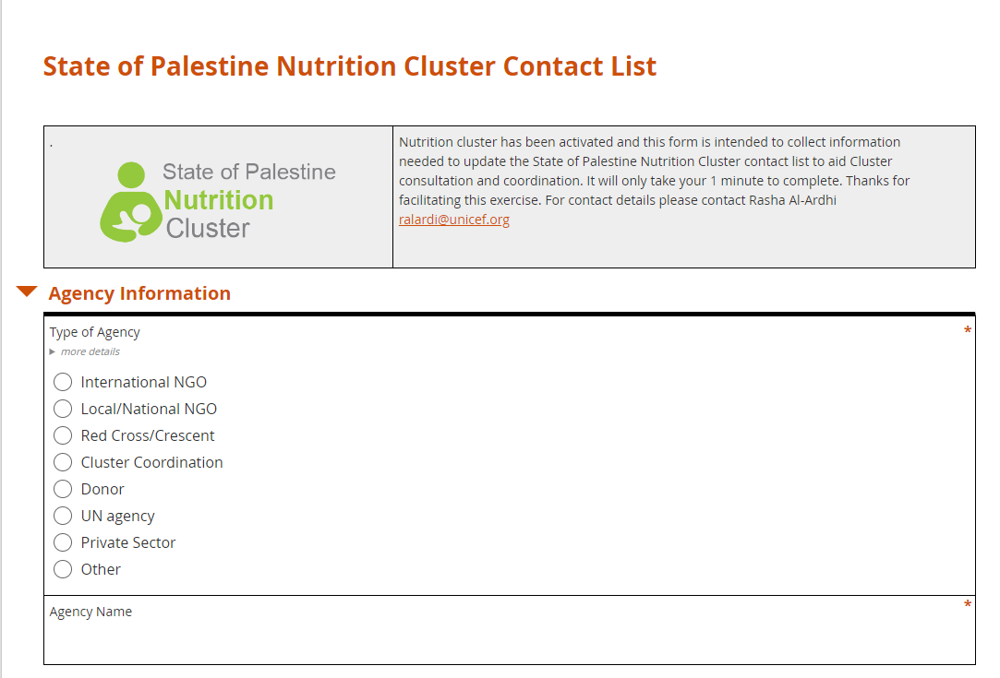 State of Palestine Nutrition Cluster Contact List
.
State of Palestine
Nutrition
Cluster
Nutrition cluster has been activated and this form is intended to collect information
needed to update the State of Palestine Nutrition Cluster contact list to aid Cluster
consultation and coordination. It will only take your 1 minute to complete. Thanks for
facilitating this exercise. For contact details please contact Rasha Al-Ardhi
ralardi@unicef.org
Agency Information
Type of Agency *
more details
International NGO
Local/National NGO
Red Cross/Crescent
Cluster Coordination
Donor
UN agency
Private Sector
Other
Agency Name *